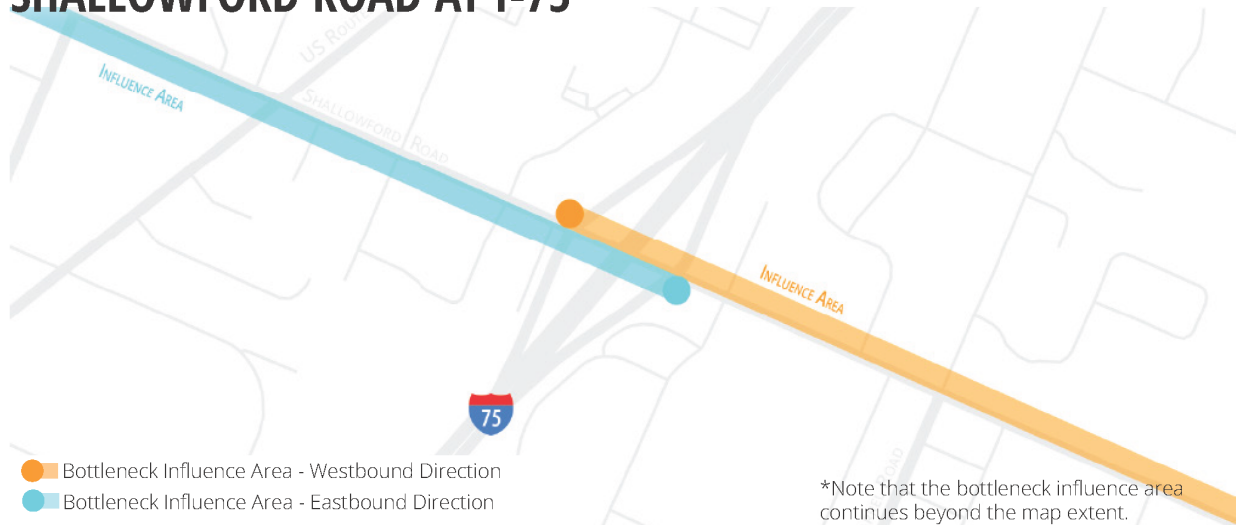 SHALLOWFORD ROAD AT I-75
US Rout
INFLUENCE AREA
SHALLOWFORD ROAD
INFLUENCE AREA
75
Bottleneck Influence Area - Westbound Direction
Bottleneck Influence Area - Eastbound Direction
ROAD
*Note that the bottleneck influence area
continues beyond the map extent.